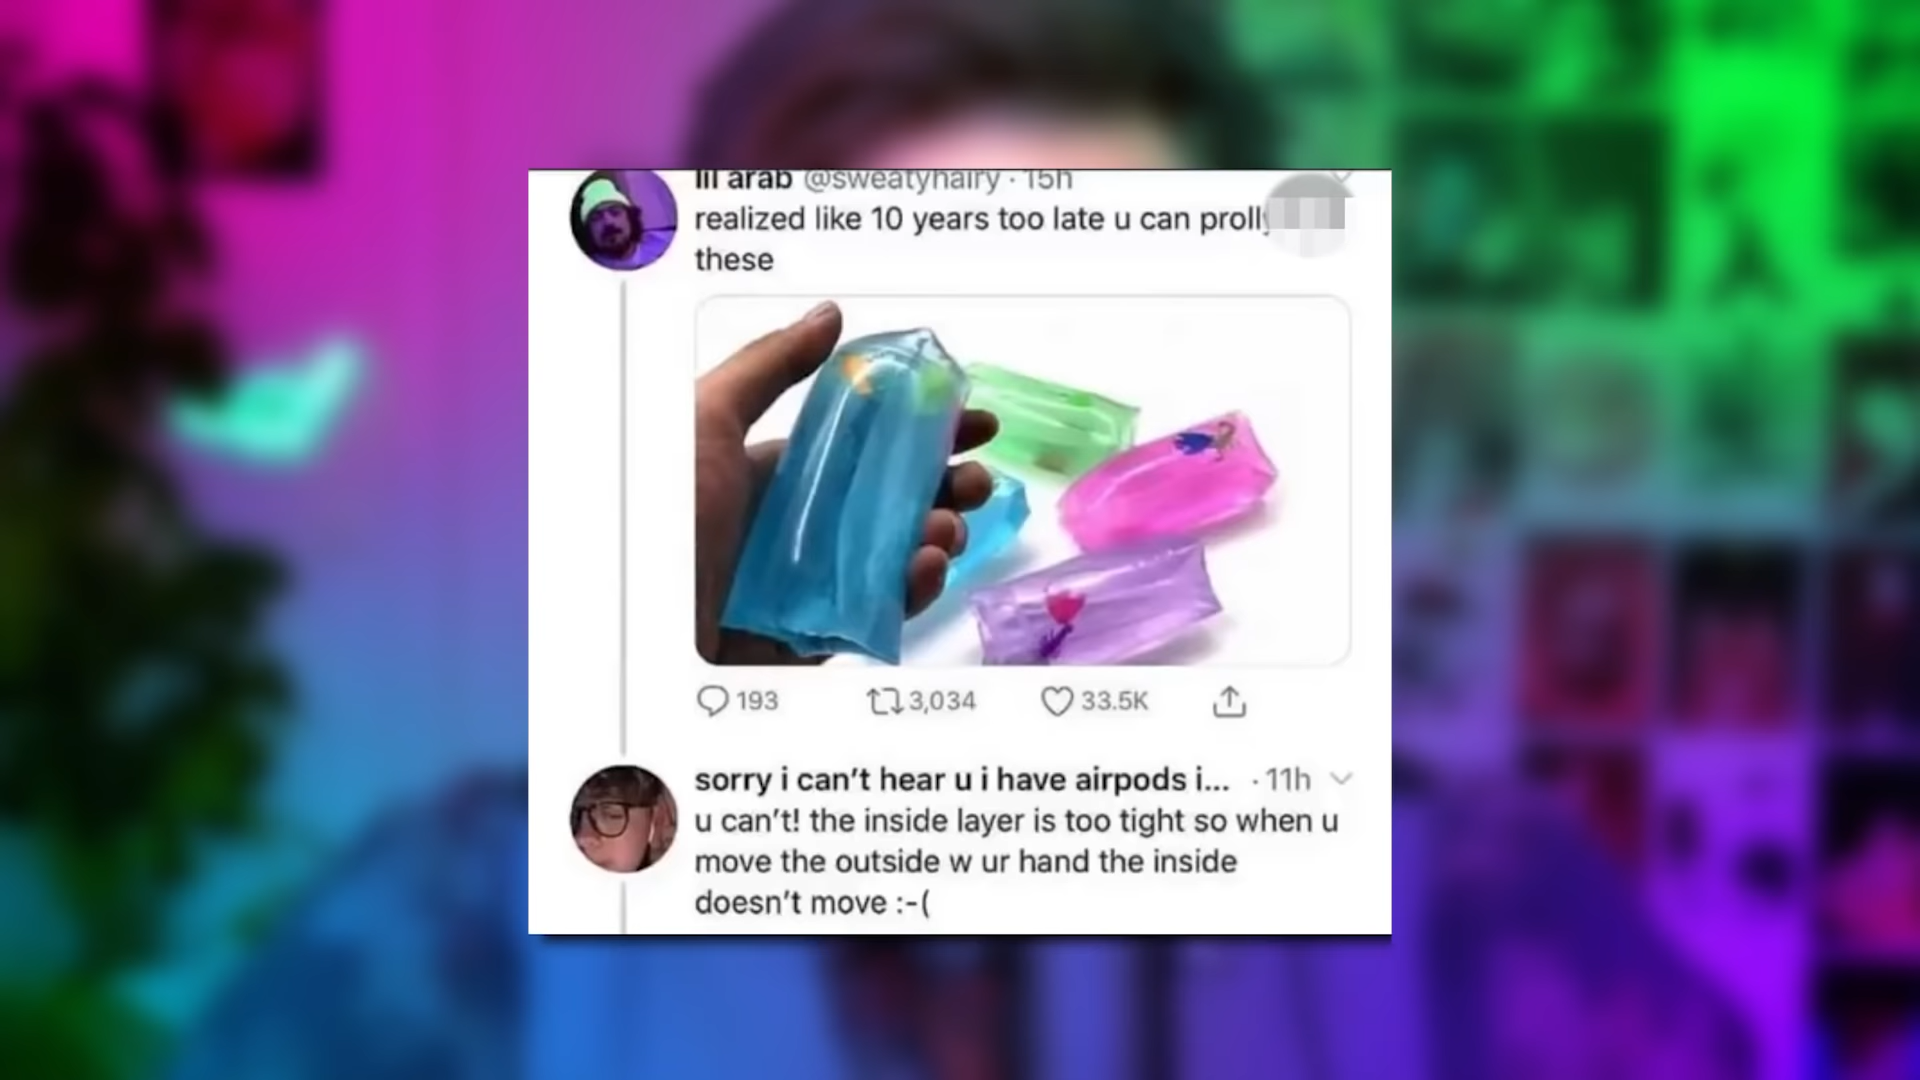 lil arab @sweatyhairy · 15h
realized like 10 years too late u can prolly
these
193 3,034 33.5K
sorry i can't hear u i have airpods i... · 11h
u can't! the inside layer is too tight so when u
move the outside w ur hand the inside
doesn't move :-(